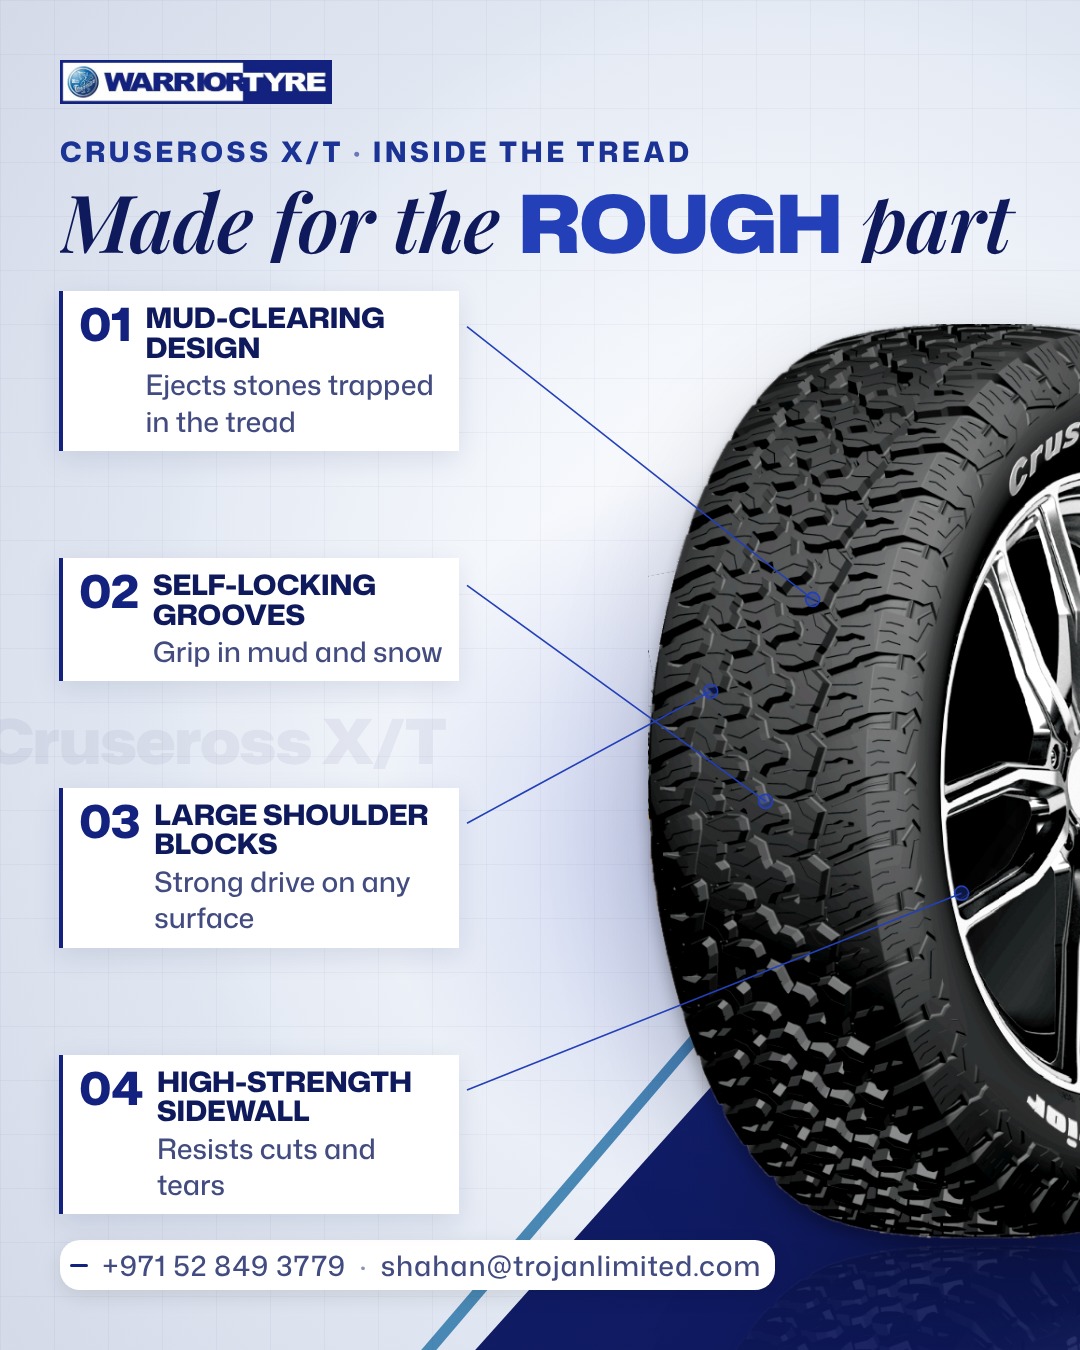 WARRIORTYRE
CRUSEROSS X/T · INSIDE THE TREAD
Made for the ROUGH part
01 MUD-CLEARING
DESIGN
Ejects stones trapped
in the tread
02 SELF-LOCKING
GROOVES
Grip in mud and snow
Cruseross X/T
03 LARGE SHOULDER
BLOCKS
Strong drive on any
surface
04 HIGH-STRENGTH
SIDEWALL
Resists cuts and
tears
Crus
ior
– +971 52 849 3779 · shahan@trojanlimited.com